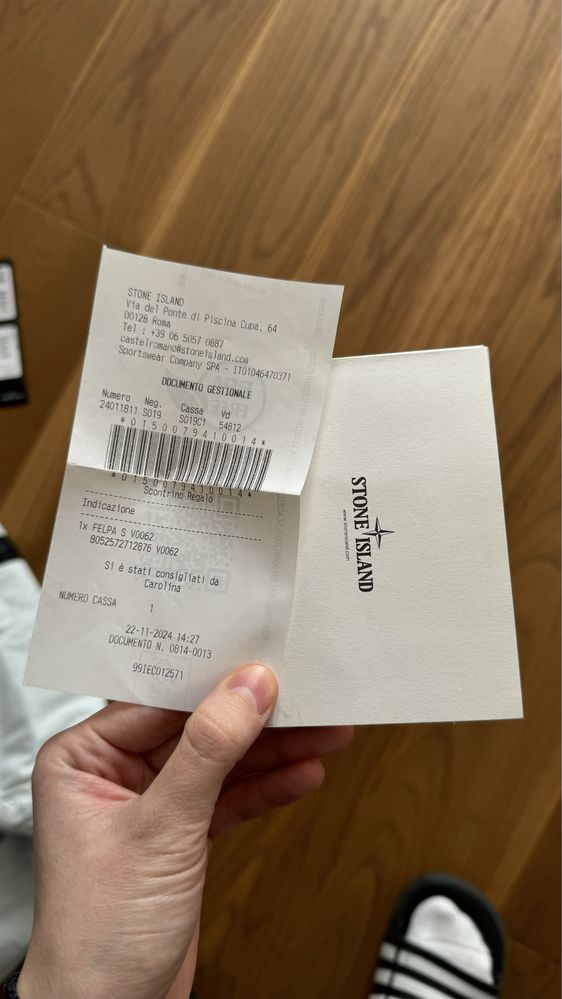 STONE ISLAND
Via del Ponte di Piscina Cupa, 64
00128 Roma
Tel : +39 06 5057 0687
castelromano@stoneisland.com
Sportswear Company SPA - IT01046470371
DOCUMENTO GESTIONALE
Numero Neg. Cassa Vd
24011811 S019 S019C1 54812
*0150079410014*
*0150079410014*
Scontrino Regalo
Indicazione
1x FELPA S V0062
8052572712876 V0062
Si è stati consigliati da
Carolina
NUMERO CASSA 1
22-11-2024 14:27
DOCUMENTO N. 0814-0013
99IEC012571
STONE ISLAND
www.stoneisland.com